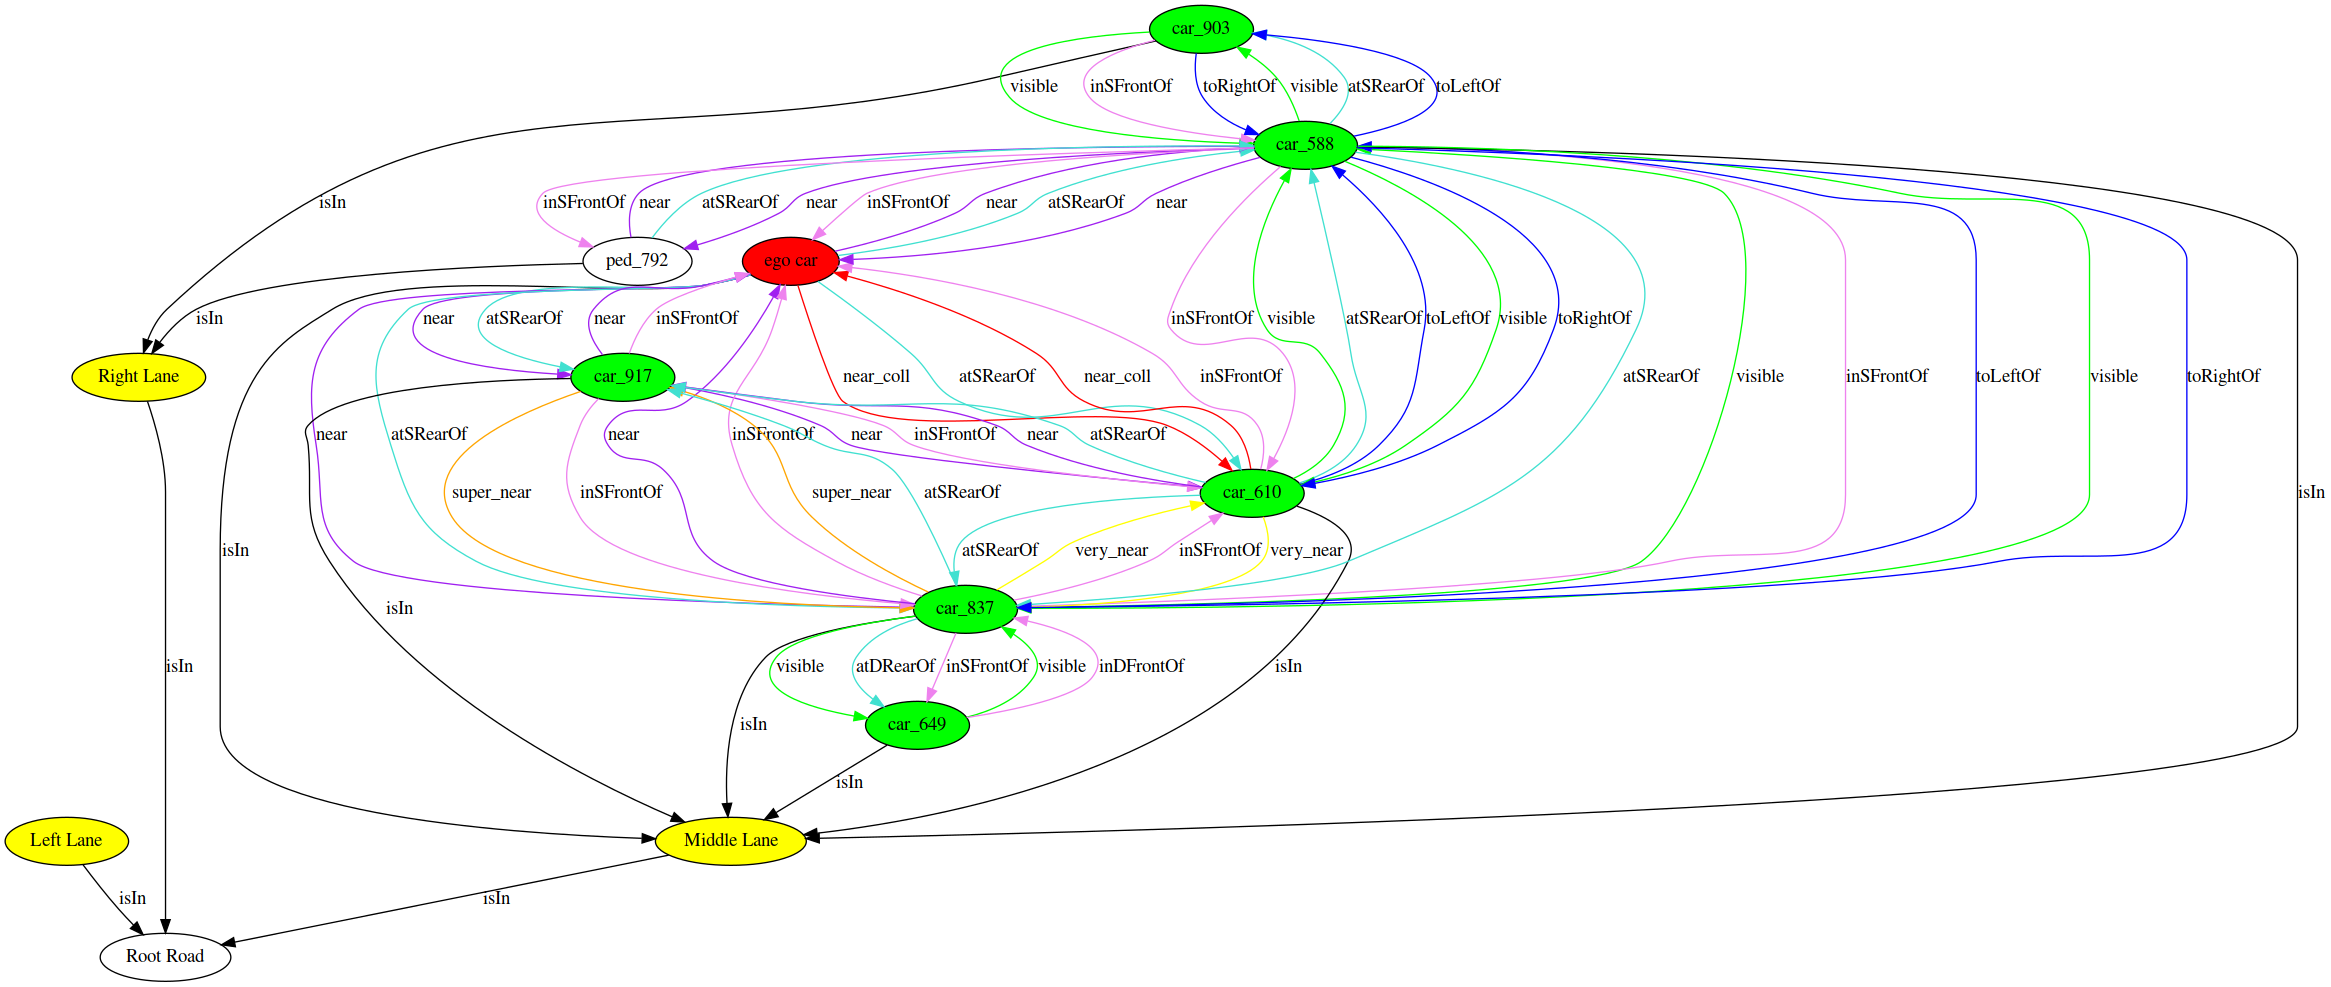 car_903
visible
inSFrontOf
toRightOf
visible
atSRearOf
toLeftOf
car_588
isIn
inSFrontOf
near
atSRearOf
near
inSFrontOf
near
atSRearOf
near
ped_792
ego car
isIn
near
atSRearOf
near
inSFrontOf
inSFrontOf
visible
atSRearOf
toLeftOf
visible
toRightOf
Right Lane
car_917
near_coll
atSRearOf
near_coll
inSFrontOf
atSRearOf
visible
inSFrontOf
toLeftOf
visible
toRightOf
near
atSRearOf
near
inSFrontOf
near
inSFrontOf
near
atSRearOf
super_near
inSFrontOf
super_near
atSRearOf
car_610
isIn
isIn
atSRearOf
very_near
inSFrontOf
very_near
isIn
car_837
isIn
visible
atDRearOf
inSFrontOf
visible
inDFrontOf
isIn
isIn
car_649
isIn
Left Lane
Middle Lane
isIn
isIn
Root Road